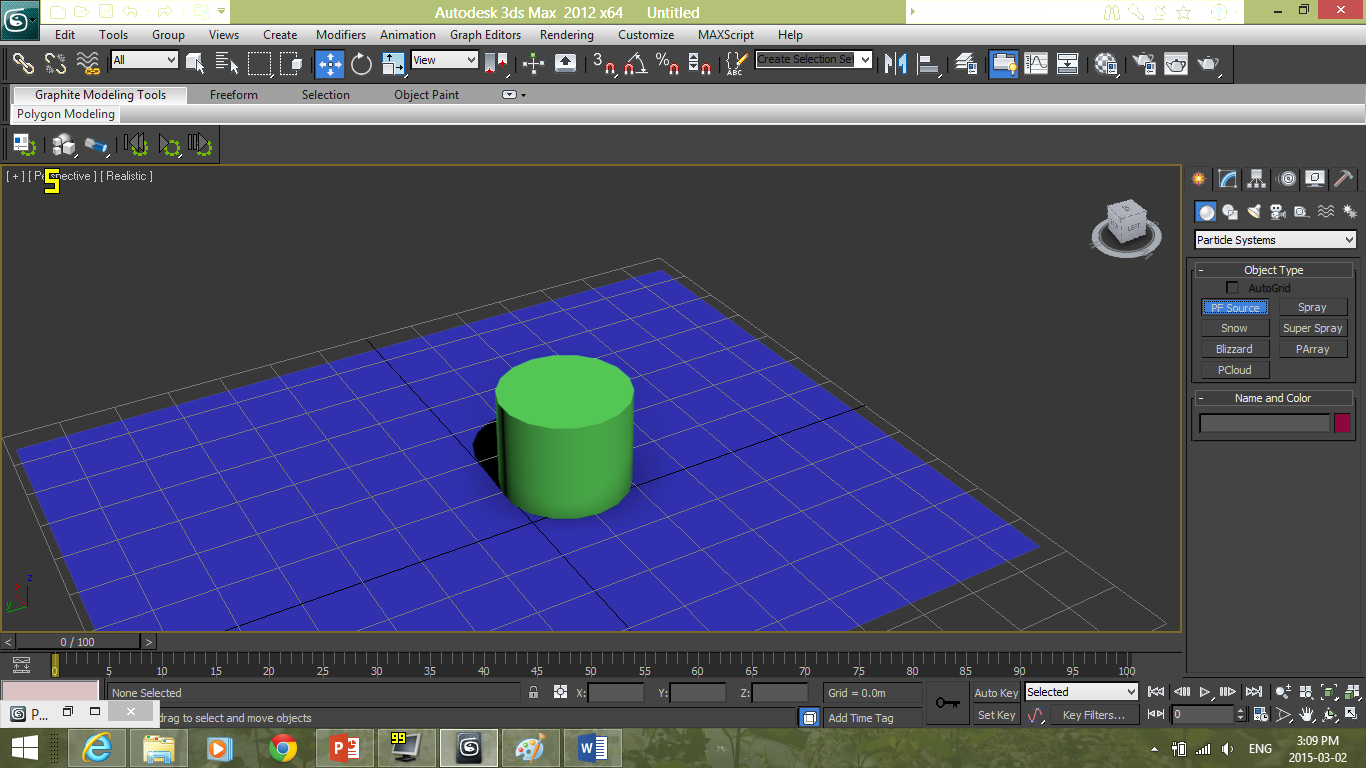 Autodesk 3ds Max 2012 x64 Untitled
Edit Tools Group Views Create Modifiers Animation Graph Editors Rendering Customize MAXScript Help
All View 3 Create Selection Set
Graphite Modeling Tools Freeform Selection Object Paint
Polygon Modeling
[ + ] [ Perspective ] [ Realistic ]
5
LEFT
Particle Systems
- Object Type
AutoGrid
PF Source Spray
Snow Super Spray
Blizzard PArray
PCloud
- Name and Color
z
x
y
< 0 / 100 >
0 5 10 15 20 25 30 35 40 45 50 55 60 65 70 75 80 85 90 95 100
None Selected X: Y: Z: Grid = 0.0m Auto Key Selected
P... drag to select and move objects Add Time Tag Set Key Key Filters... 0
99
ENG 3:09 PM
2015-03-02